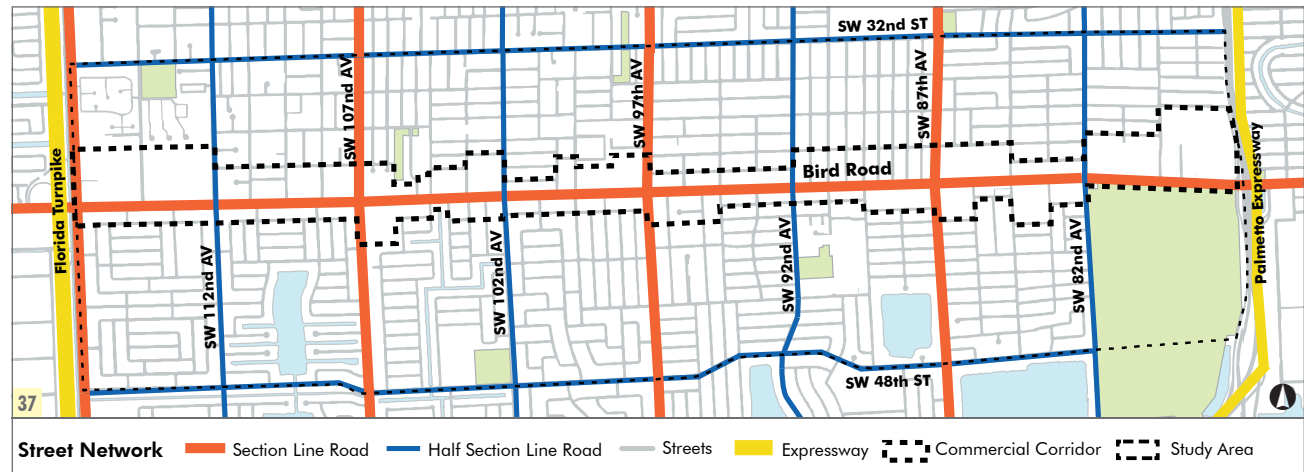 SW 32nd ST
SW 107nd AV
SW 97th AV
SW 87th AV
Bird Road
Florida Turnpike
Palmetto Expressway
SW 112nd AV
SW 102nd AV
SW 92nd AV
SW 82nd AV
SW 48th ST
37
Street Network Section Line Road Half Section Line Road Streets Expressway Commercial Corridor Study Area